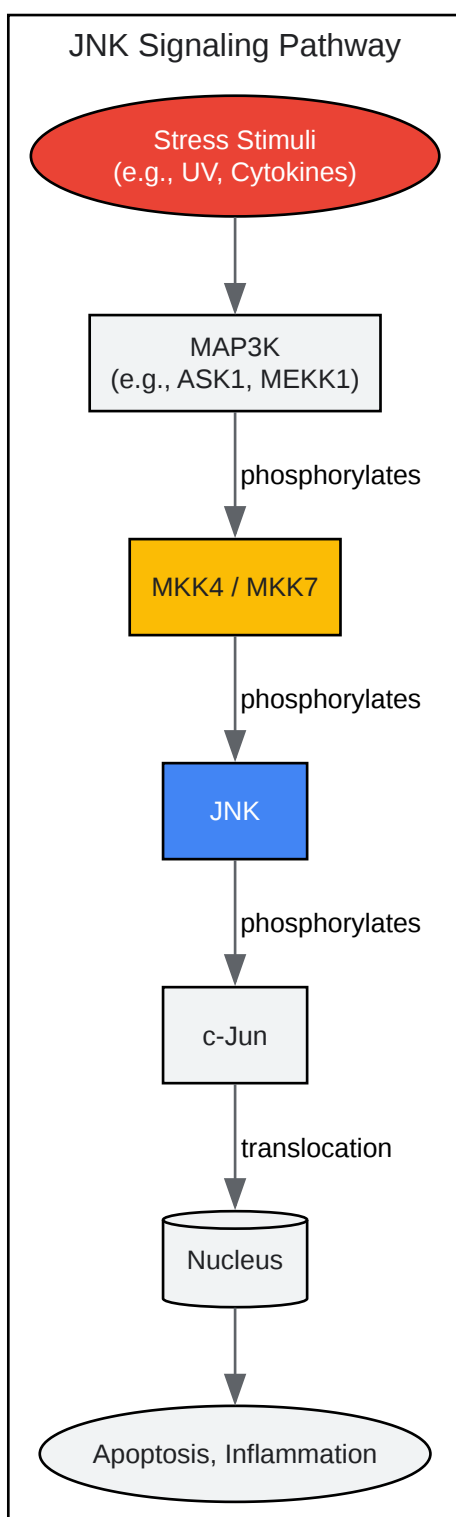 JNK Signaling Pathway
Stress Stimuli
(e.g., UV, Cytokines)
MAP3K
(e.g., ASK1, MEKK1)
phosphorylates
MKK4 / MKK7
phosphorylates
JNK
phosphorylates
c-Jun
translocation
Nucleus
Apoptosis, Inflammation